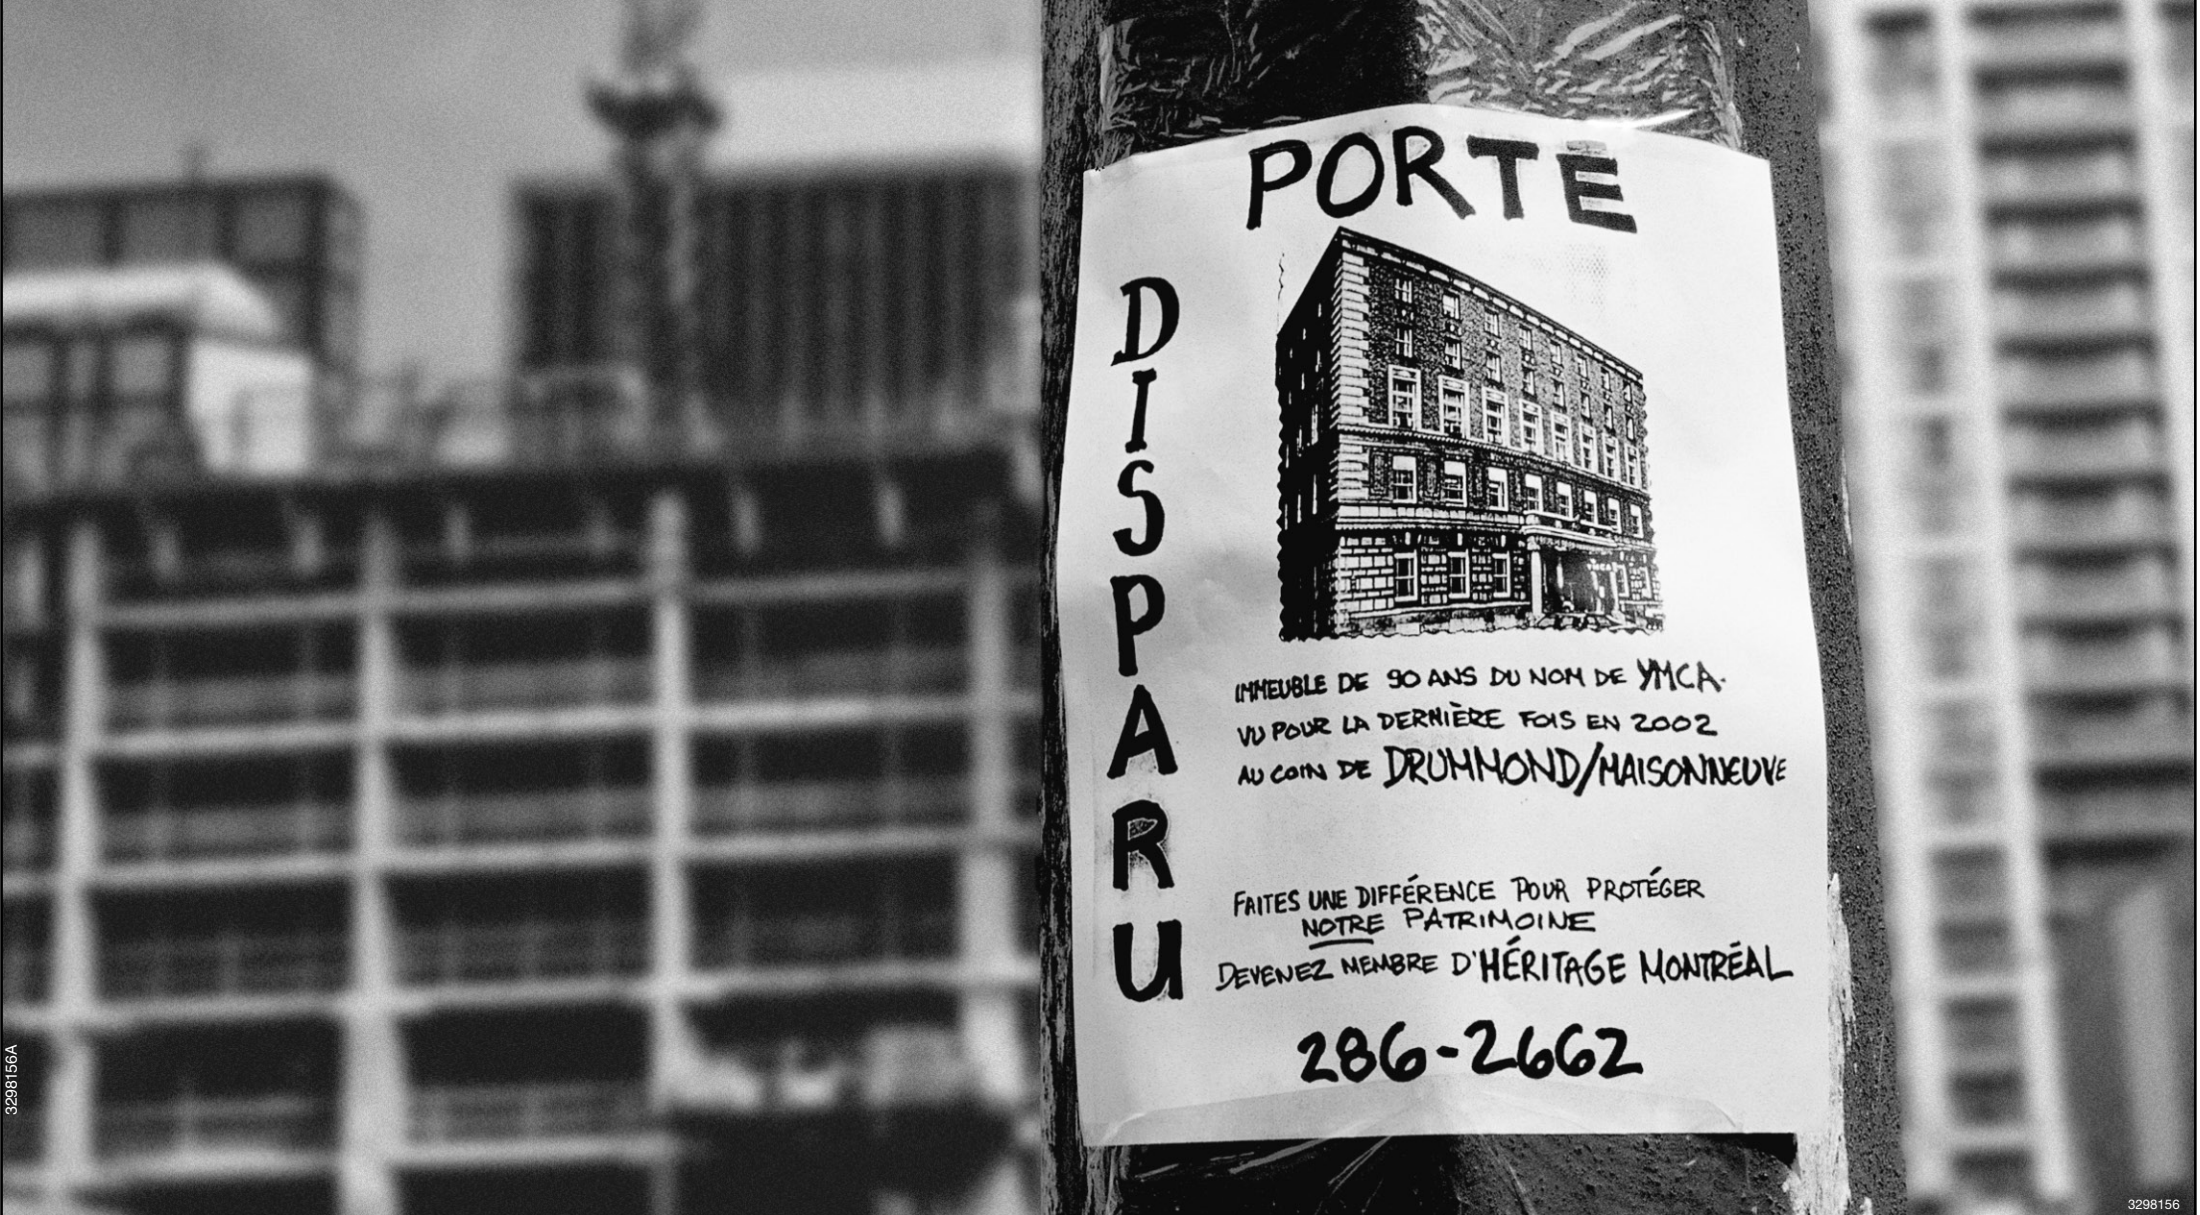 PORTÉ
DISPARU
YMCA
IMMEUBLE DE 90 ANS DU NOM DE YMCA.
VU POUR LA DERNIÈRE FOIS EN 2002
AU COIN DE DRUMMOND/MAISONNEUVE
FAITES UNE DIFFÉRENCE POUR PROTÉGER
NOTRE PATRIMOINE
DEVENEZ MEMBRE D'HÉRITAGE MONTRÉAL
286-2662
3298156A
3298156